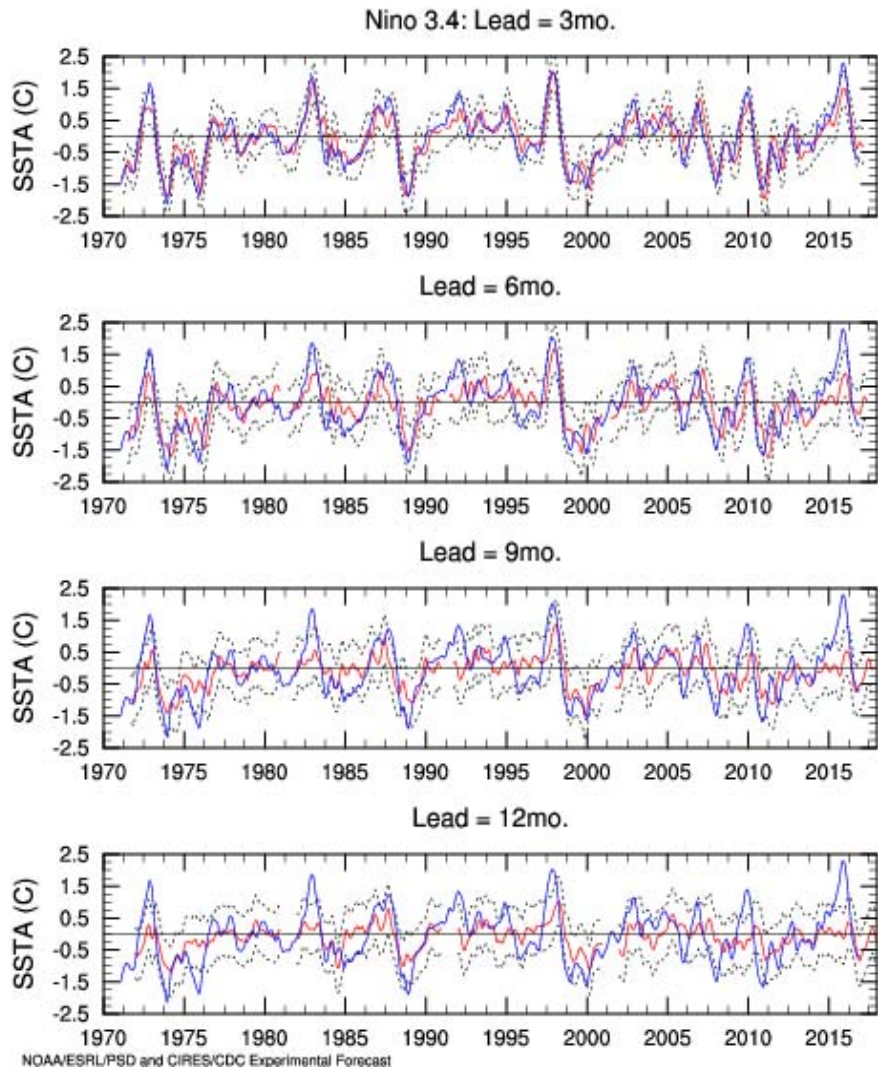 Nino 3.4: Lead = 3mo.
2.5
1.5
0.5
-0.5
-1.5
-2.5
SSTA (C)
1970 1975 1980 1985 1990 1995 2000 2005 2010 2015
Lead = 6mo.
2.5
1.5
0.5
-0.5
-1.5
-2.5
SSTA (C)
1970 1975 1980 1985 1990 1995 2000 2005 2010 2015
Lead = 9mo.
2.5
1.5
0.5
-0.5
-1.5
-2.5
SSTA (C)
1970 1975 1980 1985 1990 1995 2000 2005 2010 2015
Lead = 12mo.
2.5
1.5
0.5
-0.5
-1.5
-2.5
SSTA (C)
1970 1975 1980 1985 1990 1995 2000 2005 2010 2015
NOAA/ESRL/PSD and CIRES/CDC Experimental Forecast